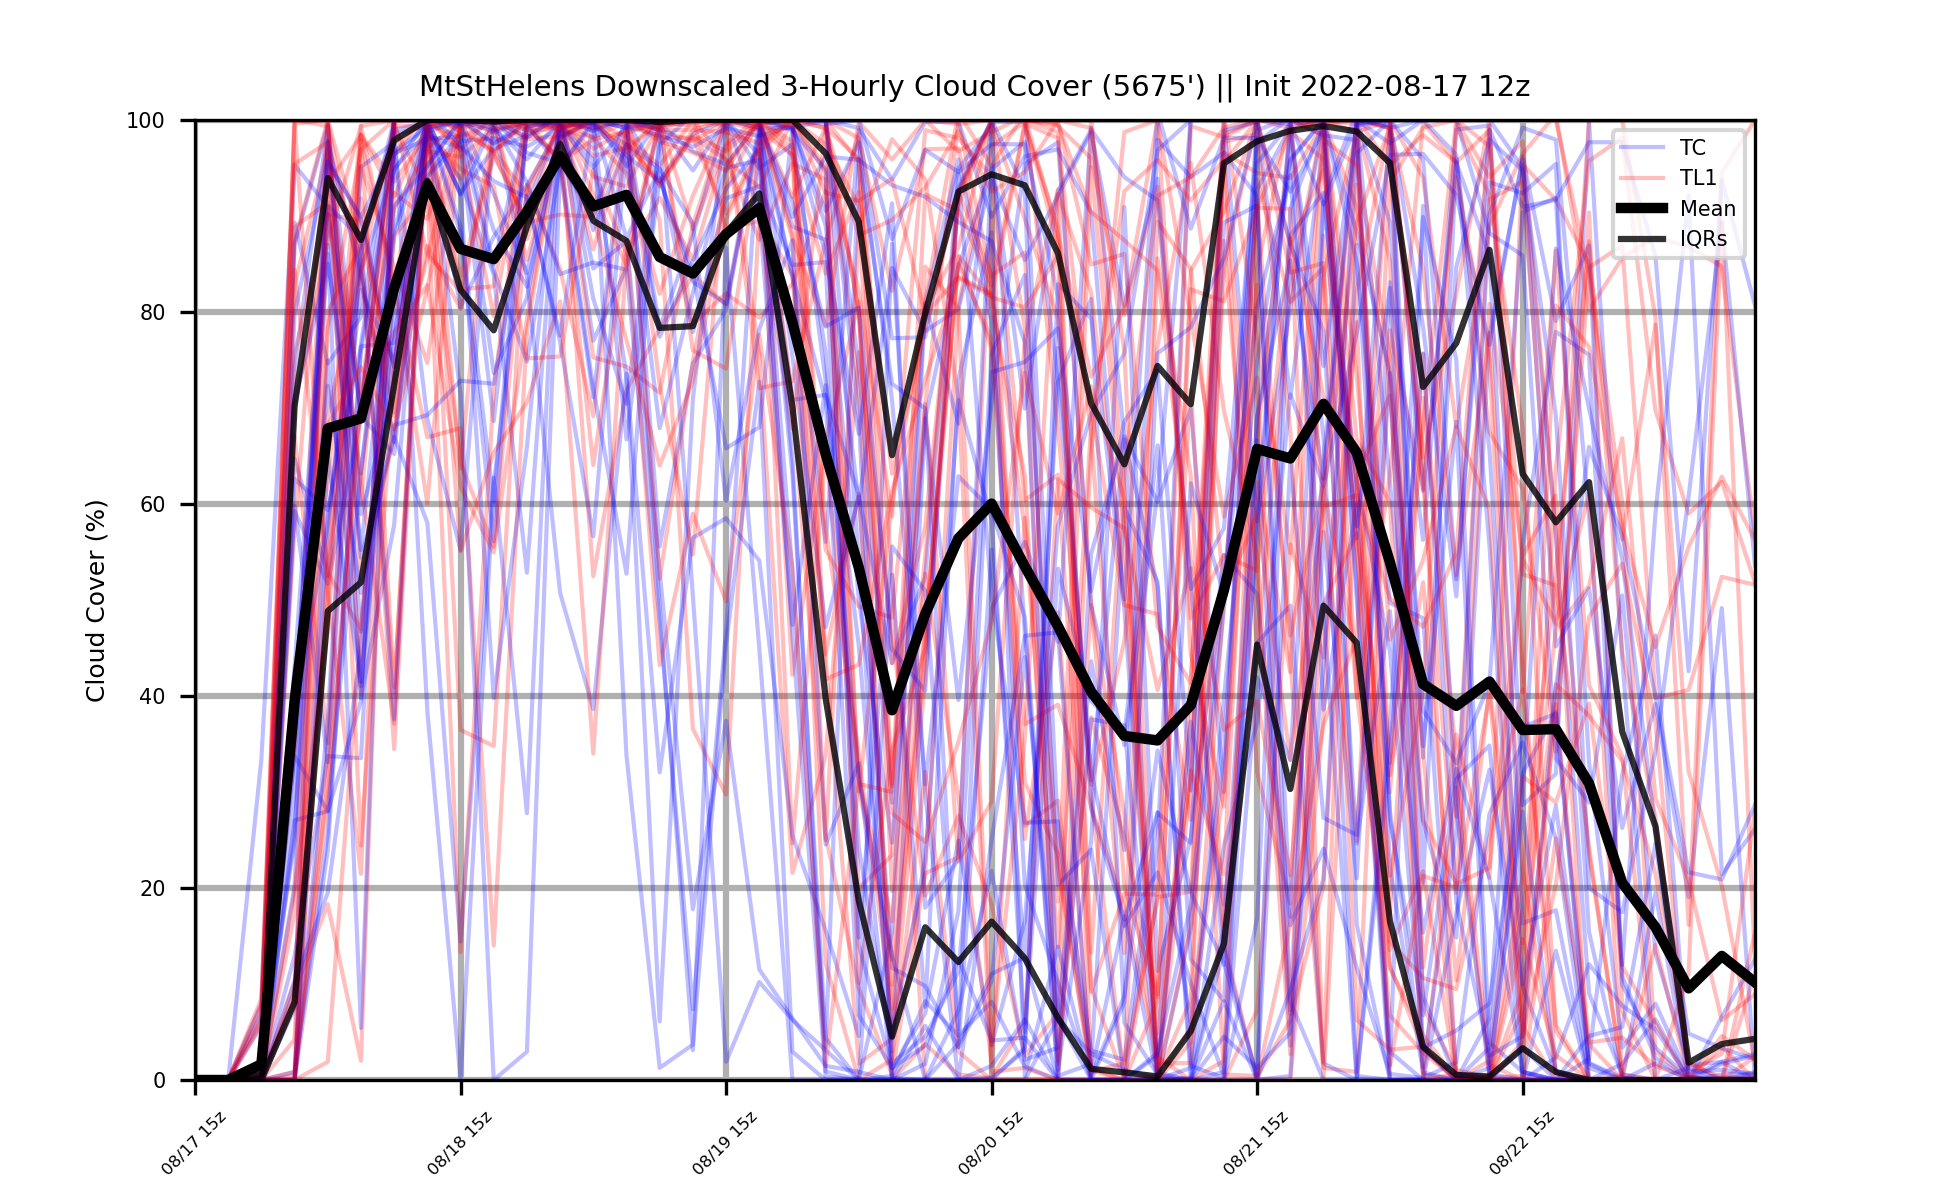 MtStHelens Downscaled 3-Hourly Cloud Cover (5675') || Init 2022-08-17 12z
Cloud Cover (%)
100
80
60
40
20
0
TC
TL1
Mean
IQRs
08/17 15z
08/18 15z
08/19 15z
08/20 15z
08/21 15z
08/22 15z